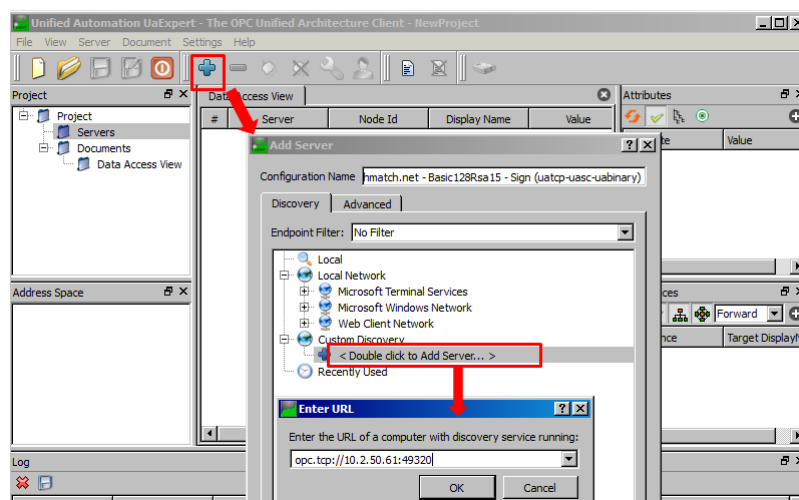 Unified Automation UaExpert - The OPC Unified Architecture Client - NewProject
File View Server Document Settings Help
Project
Data Access View
Attributes
# Server Node Id Display Name Value
Value
Project
Servers
Documents
Data Access View
Add Server
Configuration Name hmatch.net - Basic128Rsa15 - Sign (uatcp-uasc-uabinary)
Discovery Advanced
Endpoint Filter: No Filter
Local
Local Network
Microsoft Terminal Services
Microsoft Windows Network
Web Client Network
Custom Discovery
< Double click to Add Server... >
Recently Used
Address Space
Forward
Target Display
Enter URL
Enter the URL of a computer with discovery service running:
opc.tcp://10.2.50.61:49320
OK Cancel
Log